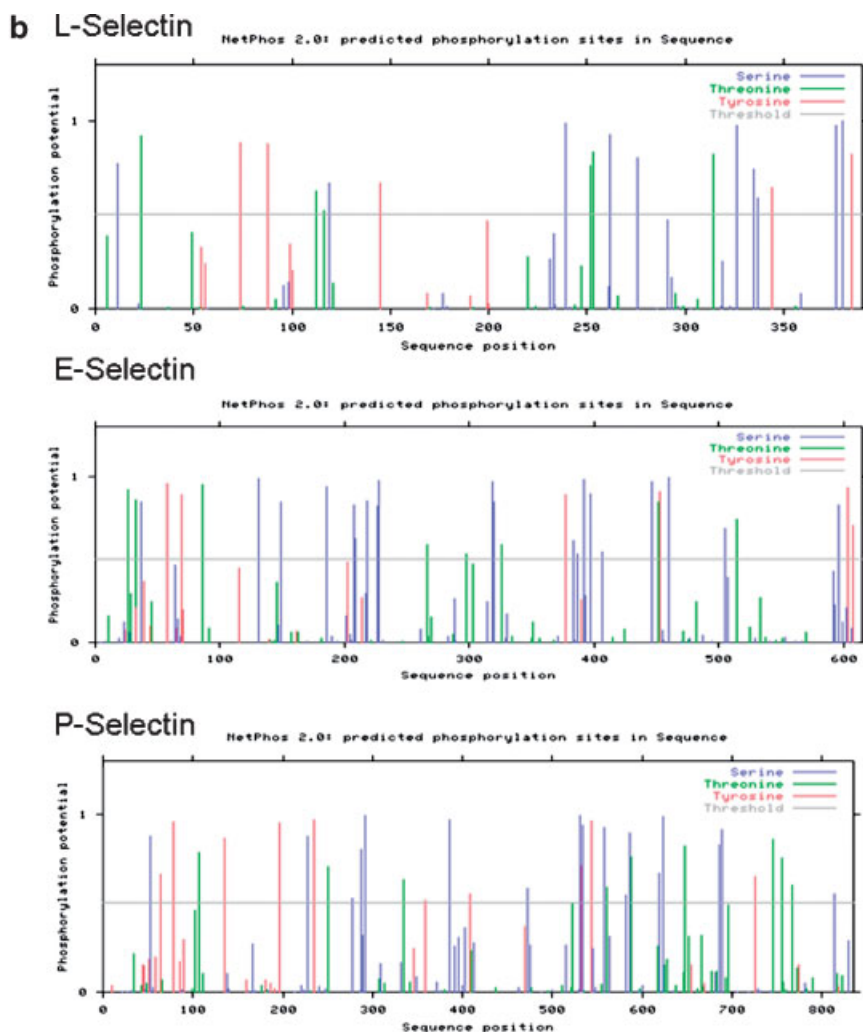 b L-Selectin
NetPhos 2.0: predicted phosphorylation sites in Sequence
Serine
Threonine
Tyrosine
Threshold
Phosphorylation potential
1
0
0 50 100 150 200 250 300 350
Sequence position
E-Selectin
NetPhos 2.0: predicted phosphorylation sites in Sequence
Serine
Threonine
Tyrosine
Threshold
Phosphorylation potential
1
0
0 100 200 300 400 500 600
Sequence position
P-Selectin
NetPhos 2.0: predicted phosphorylation sites in Sequence
Serine
Threonine
Tyrosine
Threshold
Phosphorylation potential
1
0
0 100 200 300 400 500 600 700 800
Sequence position